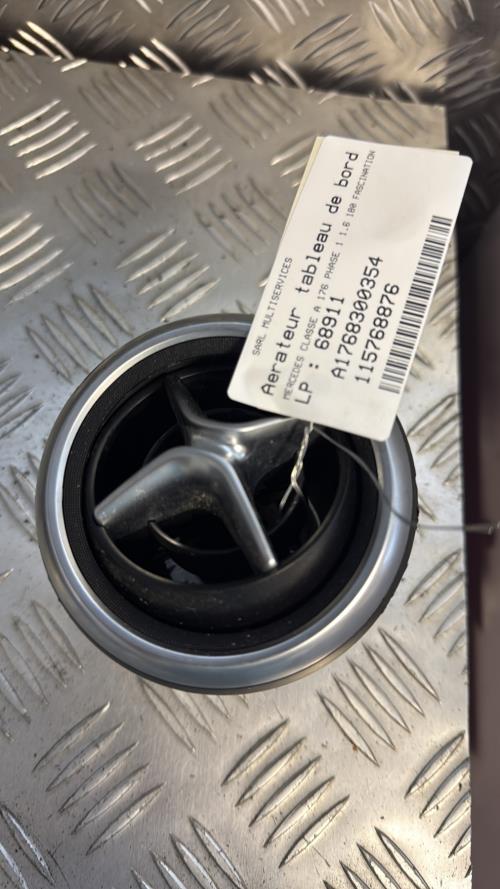 SARL MULTISERVICES
Aerateur tableau de bord
MERCEDES CLASSE A 176 PHASE 1 1.6 180 FASCINATION
LP : 68911
A1768300354
115768876